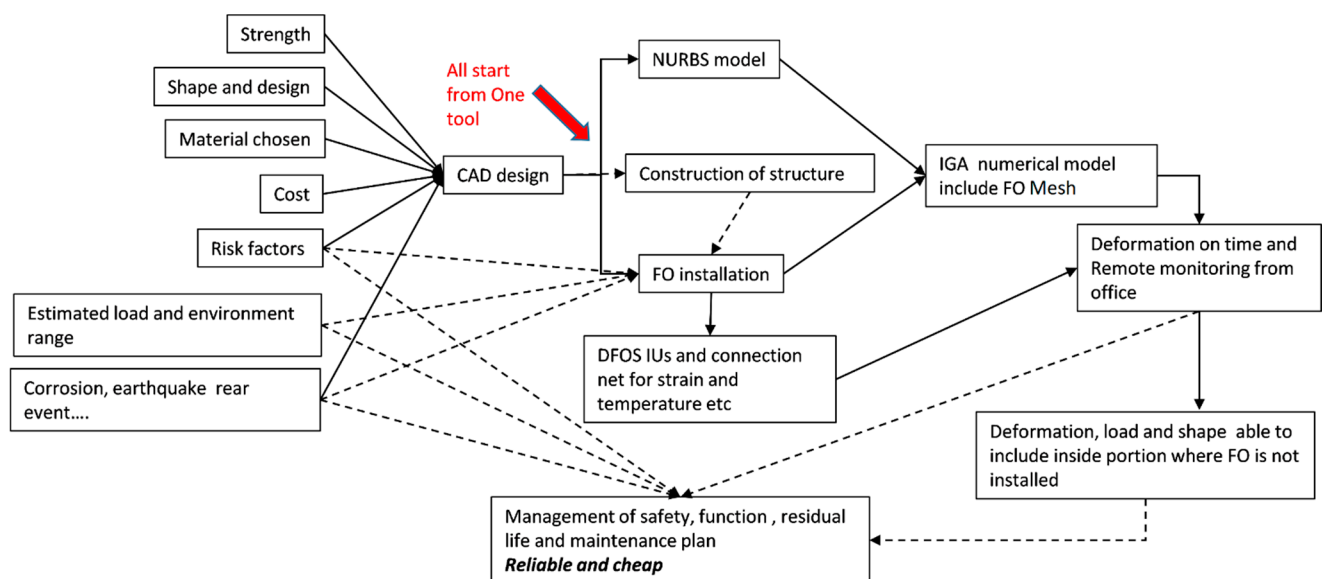 Strength
Shape and design
Material chosen
Cost
Risk factors
Estimated load and environment
range
Corrosion, earthquake rear
event....
All start
from One
tool
CAD design
NURBS model
Construction of structure
FO installation
DFOS IUs and connection
net for strain and
temperature etc
IGA numerical model
include FO Mesh
Deformation on time and
Remote monitoring from
office
Deformation, load and shape able to
include inside portion where FO is not
installed
Management of safety, function , residual
life and maintenance plan
Reliable and cheap